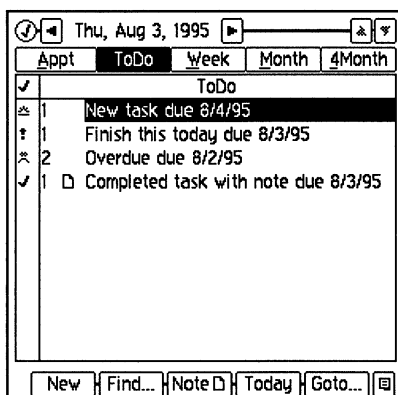 Thu, Aug 3, 1995
Appt ToDo Week Month 4Month
ToDo
1 New task due 8/4/95
1 Finish this today due 8/3/95
2 Overdue due 8/2/95
1 Completed task with note due 8/3/95
New Find... Note Today Goto...